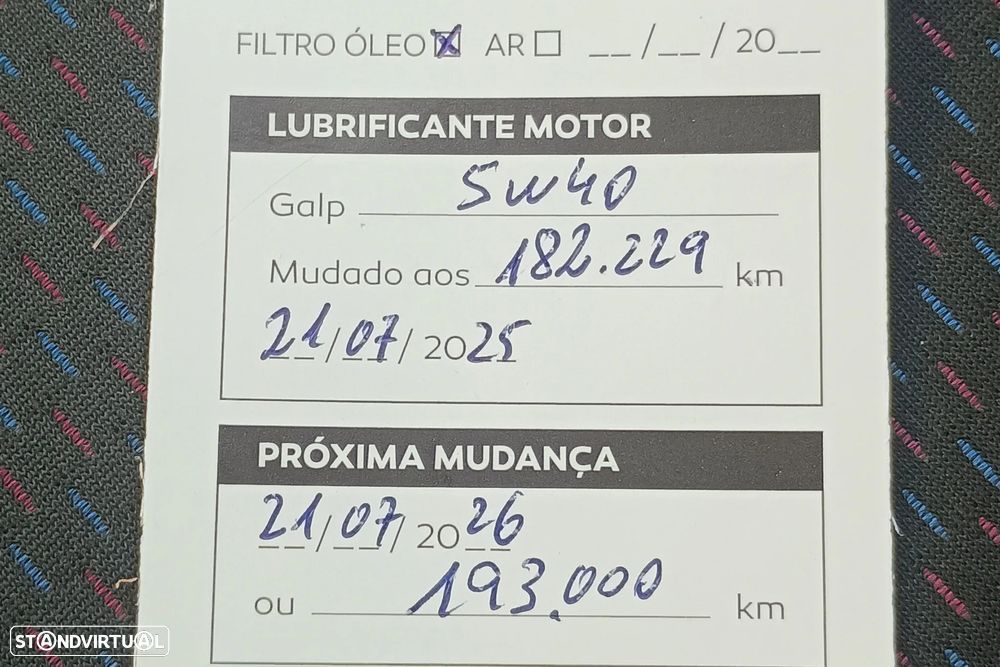 FILTRO ÓLEO AR __/__/20__
LUBRIFICANTE MOTOR
Galp 5W40
Mudado aos 182.229 km
21/07/2025
PRÓXIMA MUDANÇA
21/07/2026
ou 193.000 km
STANDVIRTUAL